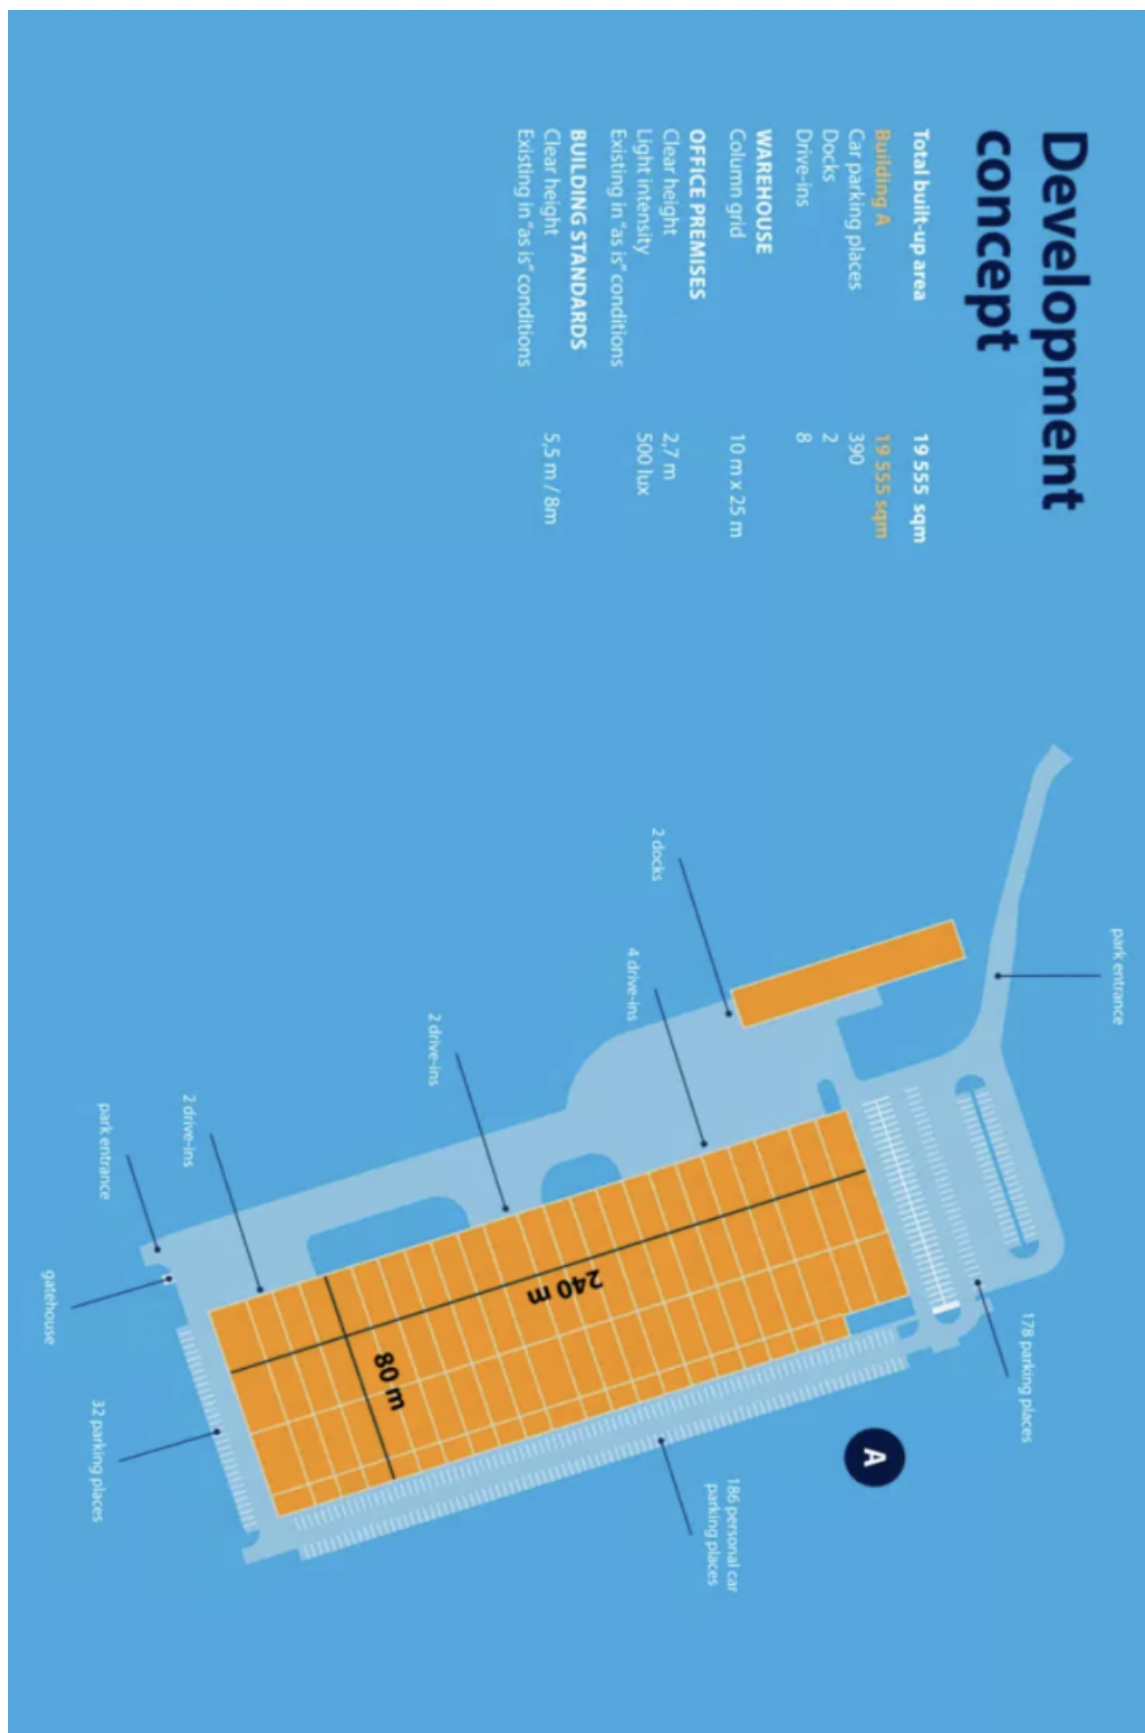 Development
concept
Total built-up area 19 555 sqm
Building A 19 555 sqm
Car parking places 390
Docks 2
Drive-ins 8
WAREHOUSE
Column grid 10 m x 25 m
OFFICE PREMISES
Clear height 2,7 m
Light intensity 500 lux
Existing in "as is" conditions
BUILDING STANDARDS
Clear height 5,5 m / 8m
Existing in "as is" conditions
park entrance
2 docks
4 drive-ins
2 drive-ins
2 drive-ins
park entrance
gatehouse
32 parking places
240 m
80 m
178 parking places
A
186 personal car
parking places